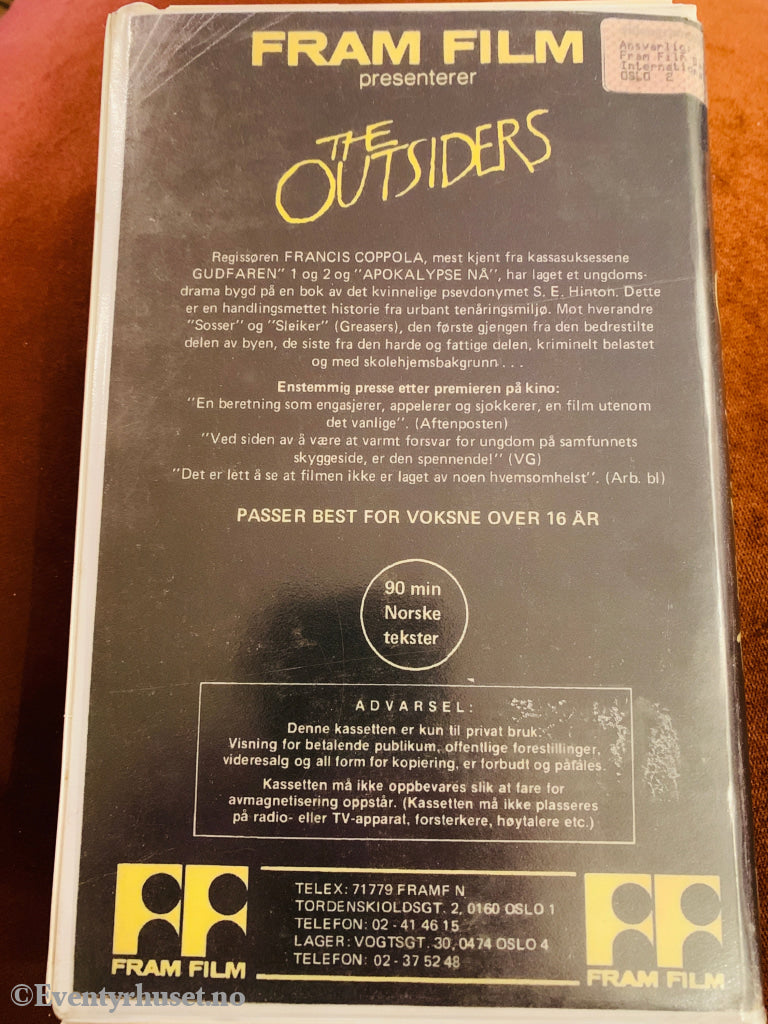 FRAM FILM
presenterer
Ansvarlig:
Fram Film
Internatio
OSLO 2
THE
OUTSIDERS
Regissøren FRANCIS COPPOLA, mest kjent fra kassasuksessene
GUDFAREN" 1 og 2 og "APOKALYPSE NÅ", har laget et ungdoms-
drama bygd på en bok av det kvinnelige psevdonymet S. E. Hinton. Dette
er en handlingsmettet historie fra urbant tenåringsmiljø. Mot hverandre
"Sosser" og "Sleiker" (Greasers), den første gjengen fra den bedrestilte
delen av byen, de siste fra den harde og fattige delen, kriminelt belastet
og med skolehjemsbakgrunn . . .
Enstemmig presse etter premieren på kino:
"En beretning som engasjerer, appelerer og sjokkerer, en film utenom
det vanlige". (Aftenposten)
"Ved siden av å være at varmt forsvar for ungdom på samfunnets
skyggeside, er den spennende!" (VG)
"Det er lett å se at filmen ikke er laget av noen hvemsomhelst". (Arb. bl)
PASSER BEST FOR VOKSNE OVER 16 ÅR
90 min
Norske
tekster
ADVARSEL:
Denne kassetten er kun til privat bruk.
Visning for betalende publikum, offentlige forestillinger,
videresalg og all form for kopiering, er forbudt og påfales.
Kassetten må ikke oppbevares slik at fare for
avmagnetisering oppstår. (Kassetten må ikke plasseres
på radio- eller TV-apparat, forsterkere, høytalere etc.)
FRAM FILM
TELEX: 71779 FRAMF N
TORDENSKIOLDSGT. 2, 0160 OSLO 1
TELEFON: 02 - 41 46 15
LAGER: VOGTSGT. 30, 0474 OSLO 4
TELEFON: 02 - 37 52 48
FRAM FILM
©Eventyrhuset.no